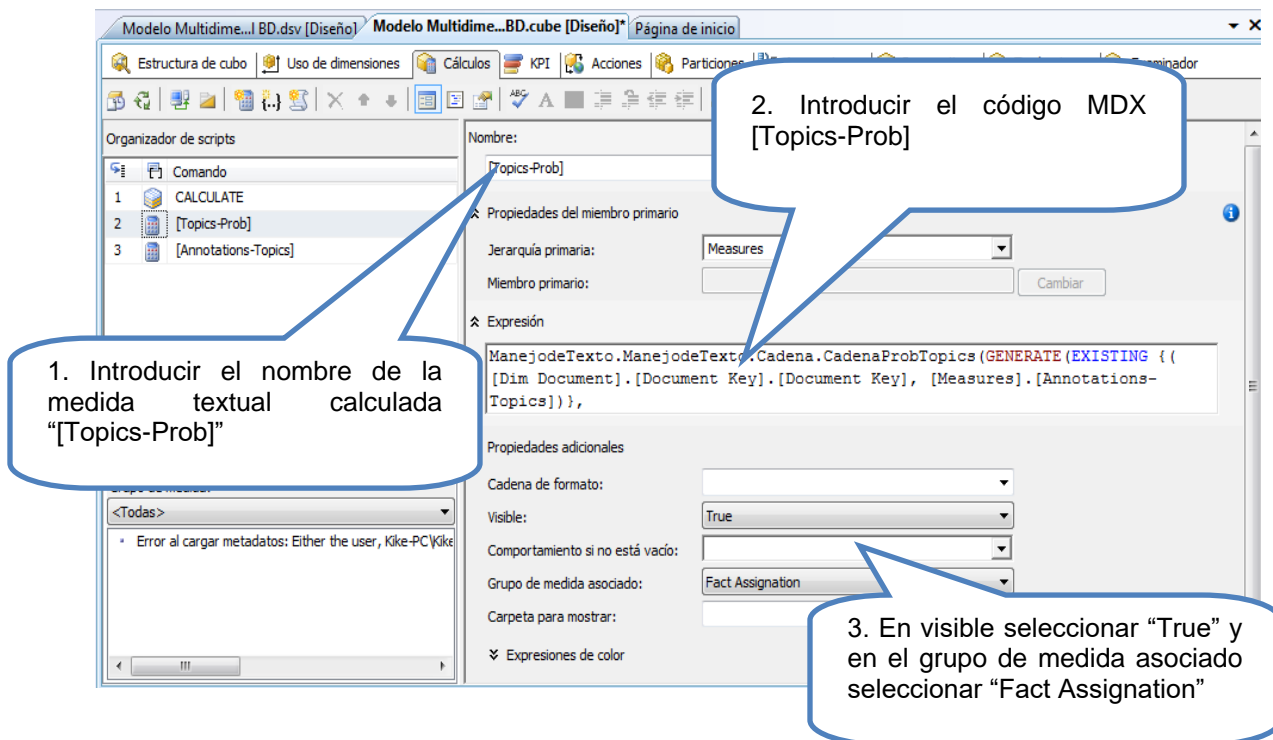 Modelo Multidime...l BD.dsv [Diseño] Modelo Multidime...BD.cube [Diseño]* Página de inicio
Estructura de cubo Uso de dimensiones Cálculos KPI Acciones Particiones
Organizador de scripts
Comando
1 CALCULATE
2 [Topics-Prob]
3 [Annotations-Topics]
Nombre:
[Topics-Prob]
2. Introducir el código MDX
[Topics-Prob]
Propiedades del miembro primario
Jerarquía primaria: Measures
Miembro primario: Cambiar
Expresión
ManejodeTexto.ManejodeTexto.Cadena.CadenaProbTopics(GENERATE(EXISTING {(
[Dim Document].[Document Key].[Document Key], [Measures].[Annotations-
Topics])},
1. Introducir el nombre de la
medida textual calculada
“[Topics-Prob]”
Propiedades adicionales
Cadena de formato:
Visible: True
Comportamiento si no está vacío:
Grupo de medida asociado: Fact Assignation
Carpeta para mostrar:
Expresiones de color
<Todas>
Error al cargar metadatos: Either the user, Kike-PC\Kike
3. En visible seleccionar “True” y
en el grupo de medida asociado
seleccionar “Fact Assignation”